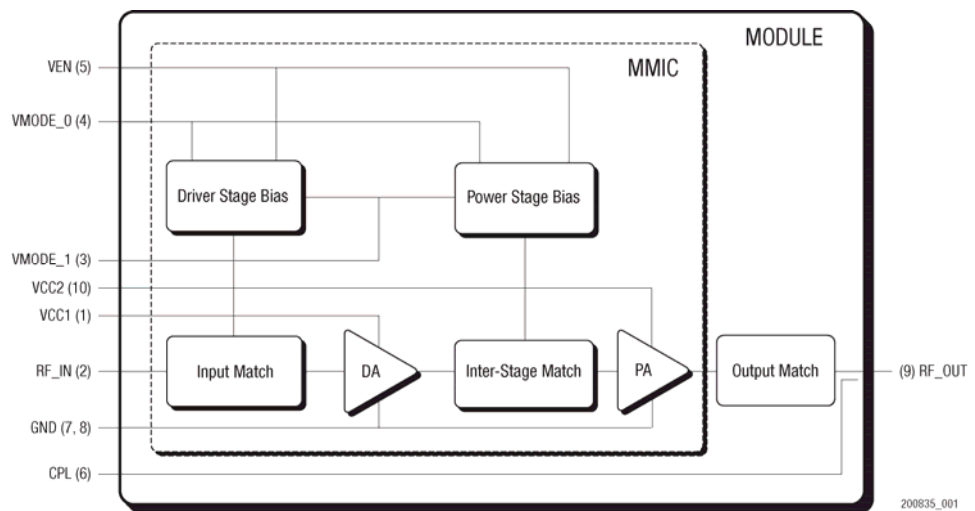 MODULE
MMIC
VEN (5)
VMODE_0 (4)
Driver Stage Bias
Power Stage Bias
VMODE_1 (3)
VCC2 (10)
VCC1 (1)
RF_IN (2)
Input Match
DA
Inter-Stage Match
PA
Output Match
(9) RF_OUT
GND (7, 8)
CPL (6)
200835_001